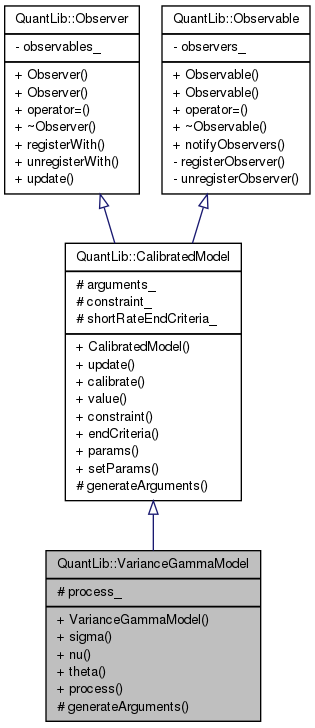 QuantLib::Observer
- observables_
+ Observer()
+ Observer()
+ operator=()
+ ~Observer()
+ registerWith()
+ unregisterWith()
+ update()
QuantLib::Observable
- observers_
+ Observable()
+ Observable()
+ operator=()
+ ~Observable()
+ notifyObservers()
- registerObserver()
- unregisterObserver()
QuantLib::CalibratedModel
# arguments_
# constraint_
# shortRateEndCriteria_
+ CalibratedModel()
+ update()
+ calibrate()
+ value()
+ constraint()
+ endCriteria()
+ params()
+ setParams()
# generateArguments()
QuantLib::VarianceGammaModel
# process_
+ VarianceGammaModel()
+ sigma()
+ nu()
+ theta()
+ process()
# generateArguments()